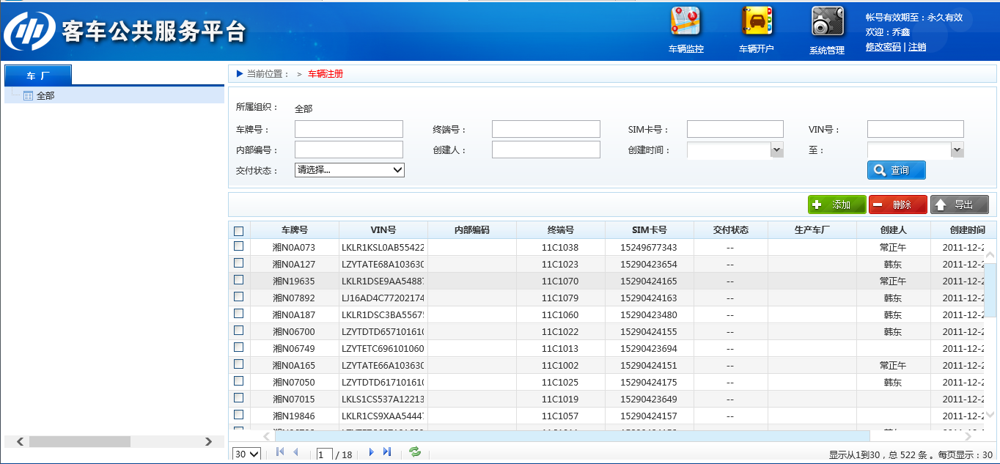 客车公共服务平台
车辆监控 车辆开户 系统管理
帐号有效期至：永久有效
欢迎：乔鑫
修改密码 | 注销
车 厂
全部
当前位置： > 车辆注册
所属组织： 全部
车牌号： 终端号： SIM卡号： VIN号：
内部编号： 创建人： 创建时间： 至：
交付状态： 请选择... 查询
添加 删除 导出
车牌号 VIN号 内部编码 终端号 SIM卡号 交付状态 生产车厂 创建人 创建时间
湘N0A073 LKLR1KSL0AB55422 11C1038 15249677343 -- 常正午 2011-12-2
湘N0A127 LZYTATE68A103630 11C1023 15290423654 -- 韩东 2011-12-2
湘N19635 LKLR1DSE9AA54887 11C1070 15290424165 -- 常正午 2011-12-2
湘N07892 LJ16AD4C77202174 11C1079 15290424163 -- 韩东 2011-12-2
湘N0A187 LKLR1DSC3BA55675 11C1060 15290423480 -- 韩东 2011-12-2
湘N06700 LZYTDTD657101610 11C1022 15290424155 -- 韩东 2011-12-2
湘N06749 LZYTETC696101060 11C1013 15290423694 -- 2011-12-2
湘N0A165 LZYTATE66A103630 11C1002 15290424151 -- 常正午 2011-12-2
湘N07050 LZYTDTD617101610 11C1025 15290424175 -- 韩东 2011-12-2
湘N07015 LKLS1CS537A12213 11C1019 15290423649 -- 2011-12-2
湘N19846 LKLR1CS9XAA54447 11C1057 15290424157 -- 2011-12-2
30 1 / 18 显示从1到30，总 522 条 。每页显示：30